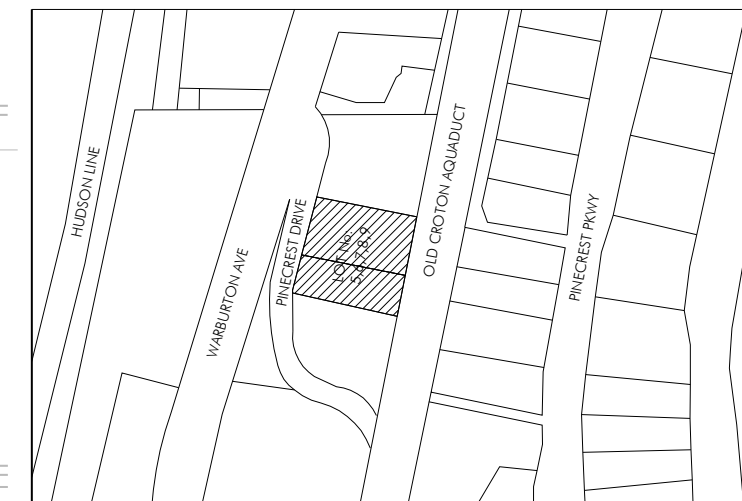 HUDSON LINE
WARBURTON AVE
PINECREST DRIVE
LOT No:
5,6,7,8,9
OLD CROTON AQUADUCT
PINECREST PKWY